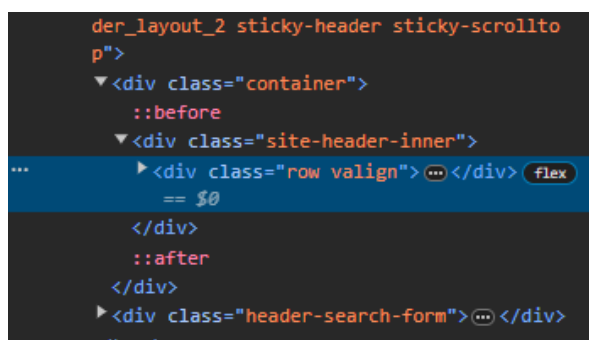 der_layout_2 sticky-header sticky-scrollto
p">
▼<div class="container">
::before
▼<div class="site-header-inner">
… ▶<div class="row valign">…</div> flex
== $0
</div>
::after
</div>
▶<div class="header-search-form">…</div>